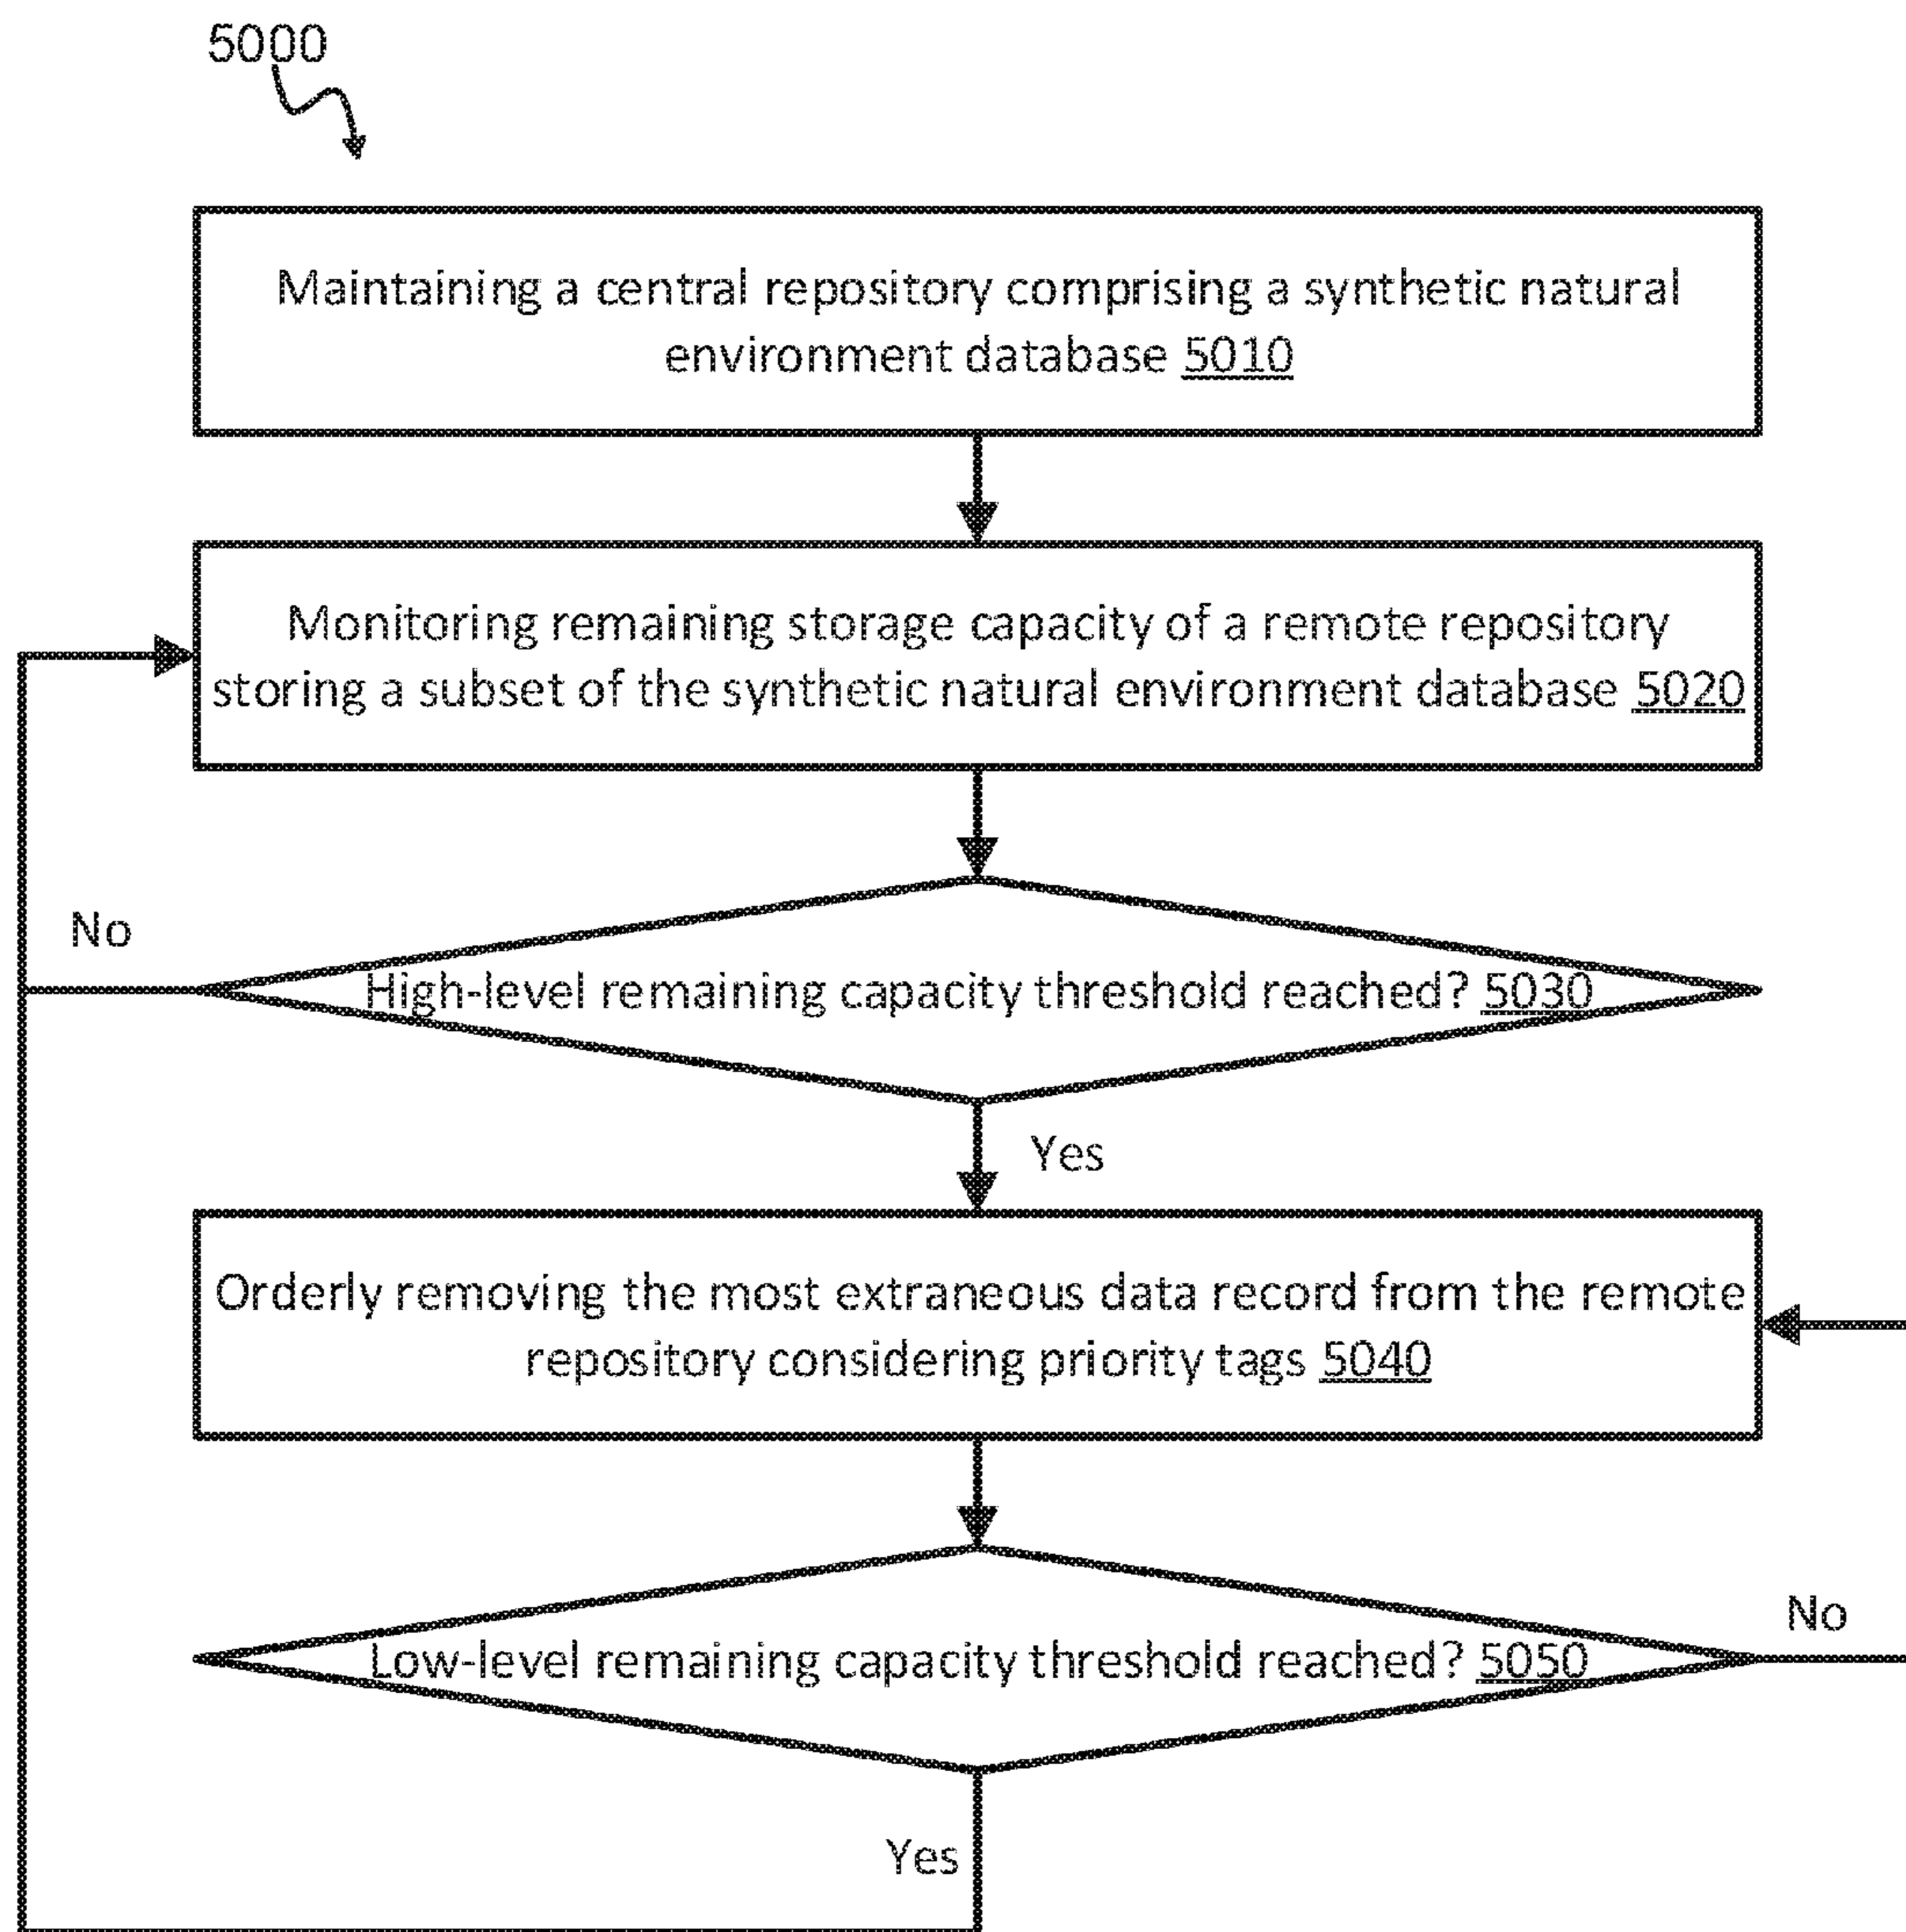 5000
Maintaining a central repository comprising a synthetic natural
environment database 5010
Monitoring remaining storage capacity of a remote repository
storing a subset of the synthetic natural environment database 5020
No
High-level remaining capacity threshold reached? 5030
Yes
Orderly removing the most extraneous data record from the remote
repository considering priority tags 5040
No
Low-level remaining capacity threshold reached? 5050
Yes